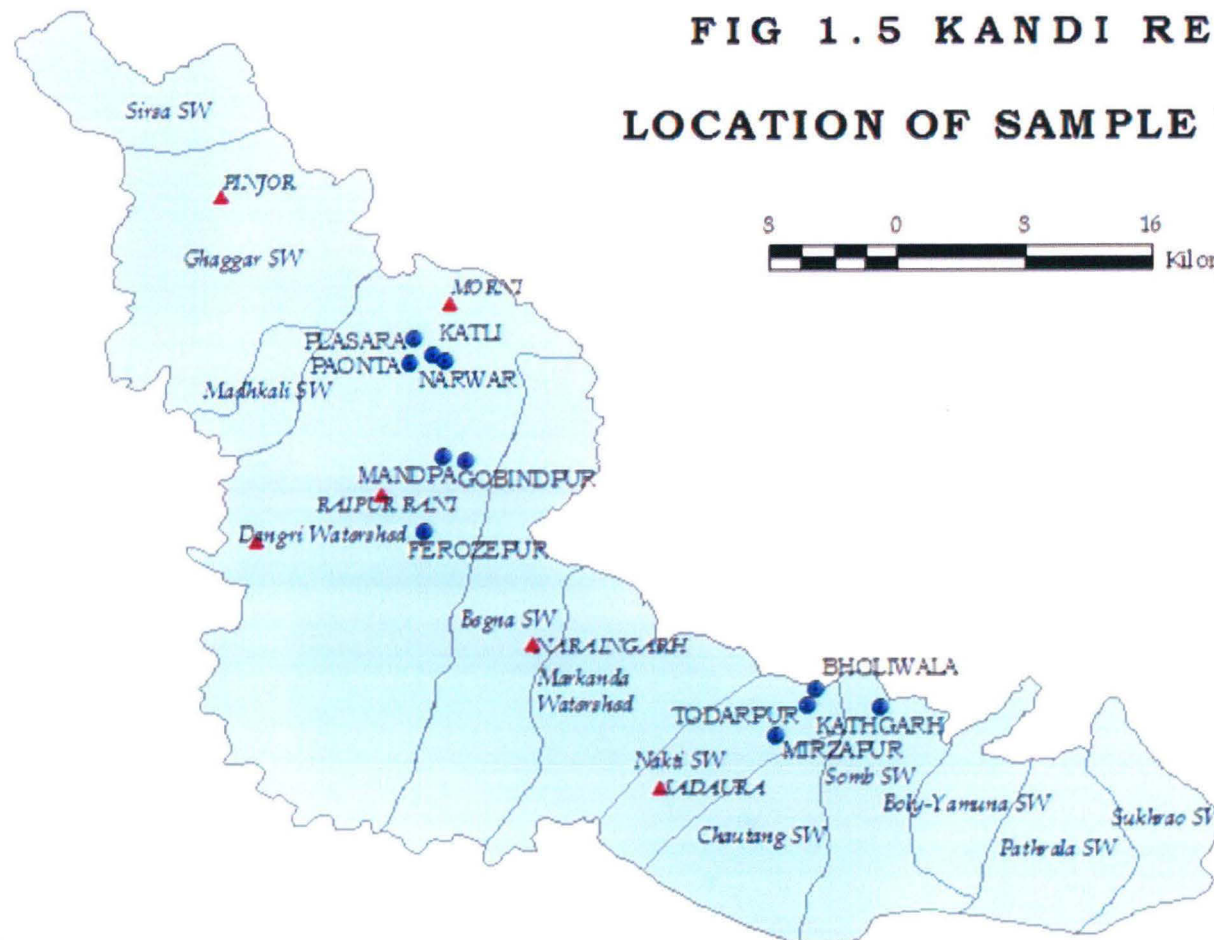 FIG 1.5 KANDI RE
LOCATION OF SAMPLE
Sirsa SW
PINJOR
8 0 8 16
Kilom
Ghaggar SW
MORNI
PLASARA
KATLI
PAONTA
NARWAR
Madhkali SW
MANDPA
GOBINDPUR
RAIPUR RANI
Dangri Watershed
FEROZEPUR
Begna SW
NARAINGARH
Markanda
Watershed
BHOLIWALA
TODARPUR
KATHGARH
MIRZAPUR
Nakti SW
Somb SW
SADAURA
Boly-Yamuna SW
Sukhrao SW
Chautang SW
Pathrala SW